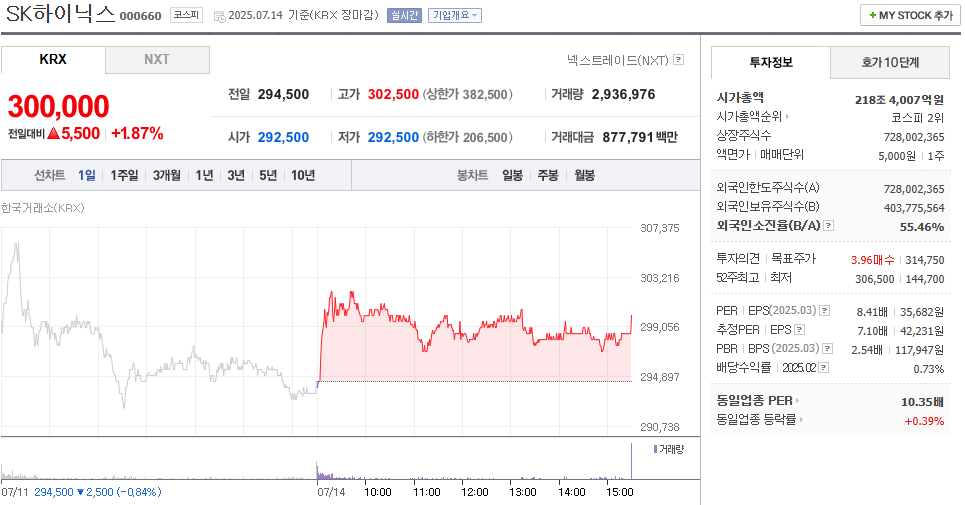 SK하이닉스 000660 코스피 2025.07.14 기준(KRX 장마감) 실시간 기업개요 + MY STOCK 추가
KRX NXT 넥스트레이드(NXT) ?
300,000
전일대비 ▲5,500 +1.87%
전일 294,500 고가 302,500 (상한가 382,500) 거래량 2,936,976
시가 292,500 저가 292,500 (하한가 206,500) 거래대금 877,791 백만
선차트 1일 1주일 3개월 1년 3년 5년 10년 봉차트 일봉 주봉 월봉
한국거래소(KRX)
307,375
303,216
299,056
294,897
290,738
거래량
07/11 294,500 ▼2,500 (-0.84%) 07/14 10:00 11:00 12:00 13:00 14:00 15:00
투자정보 호가 10단계
시가총액 218조 4,007억원
시가총액순위 코스피 2위
상장주식수 728,002,365
액면가 매매단위 5,000원 1주
외국인한도주식수(A) 728,002,365
외국인보유주식수(B) 403,775,564
외국인소진율(B/A) ? 55.46%
투자의견 목표주가 3.96매수 314,750
52주최고 최저 306,500 144,700
PER EPS(2025.03) ? 8.41배 35,682원
추정PER EPS ? 7.10배 42,231원
PBR BPS (2025.03) ? 2.54배 117,947원
배당수익률 2025.02 ? 0.73%
동일업종 PER 10.35배
동일업종 등락률 +0.39%